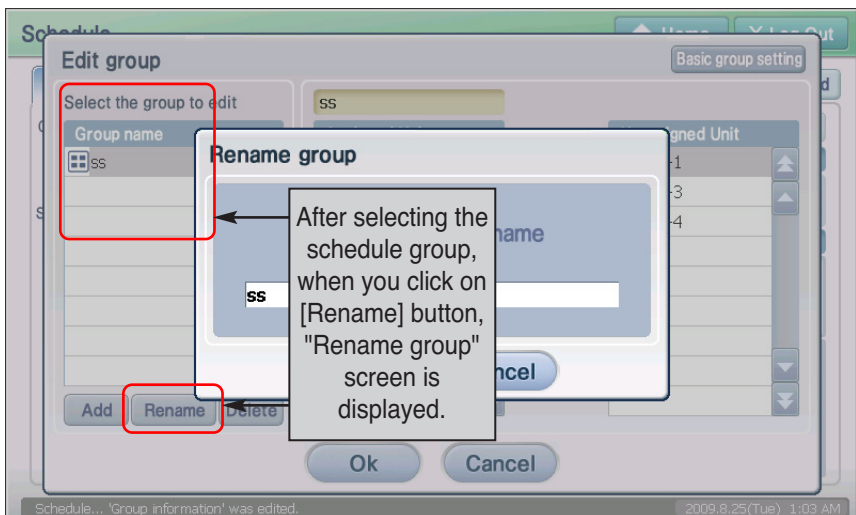 Schedule
Home
X Log Out
Edit group
Basic group setting
Select the group to edit
ss
Group name
gned Unit
ss
-1
-3
-4
Rename group
name
ss
ncel
After selecting the
schedule group,
when you click on
[Rename] button,
"Rename group"
screen is
displayed.
Add
Rename
Delete
Ok
Cancel
Schedule... 'Group information' was edited.
2009.8.25(Tue) 1:03 AM